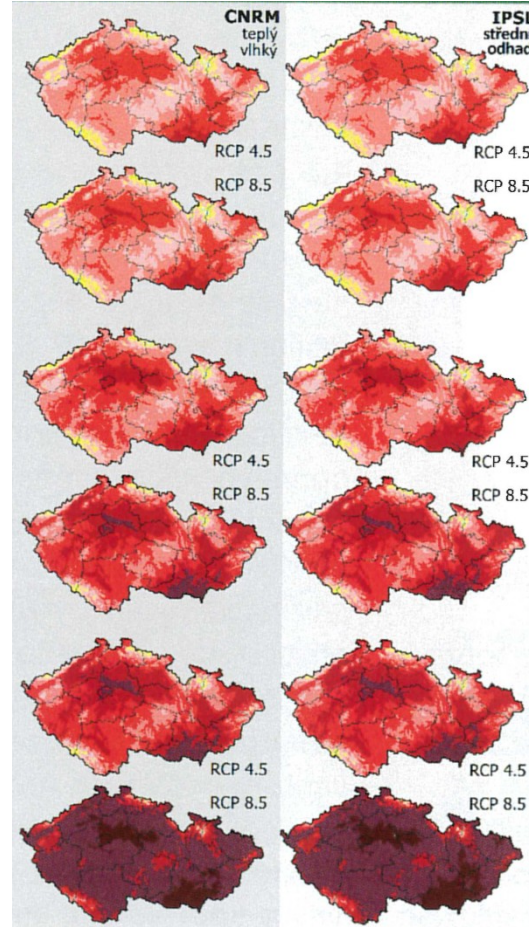 CNRM
teplý
vlhký
IPSL
středn
odhad
RCP 4.5
RCP 4.5
RCP 8.5
RCP 8.5
RCP 4.5
RCP 4.5
RCP 8.5
RCP 8.5
RCP 4.5
RCP 4.5
RCP 8.5
RCP 8.5